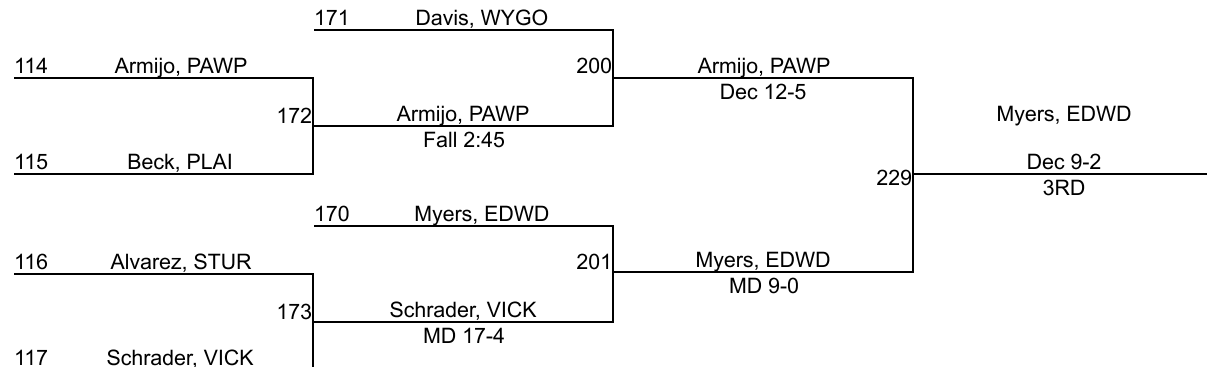 171 Davis, WYGO
114 Armijo, PAWP
200 Armijo, PAWP
Dec 12-5
172 Armijo, PAWP
Fall 2:45
Myers, EDWD
115 Beck, PLAI
Dec 9-2
229
3RD
170 Myers, EDWD
116 Alvarez, STUR
201 Myers, EDWD
MD 9-0
173 Schrader, VICK
MD 17-4
117 Schrader, VICK